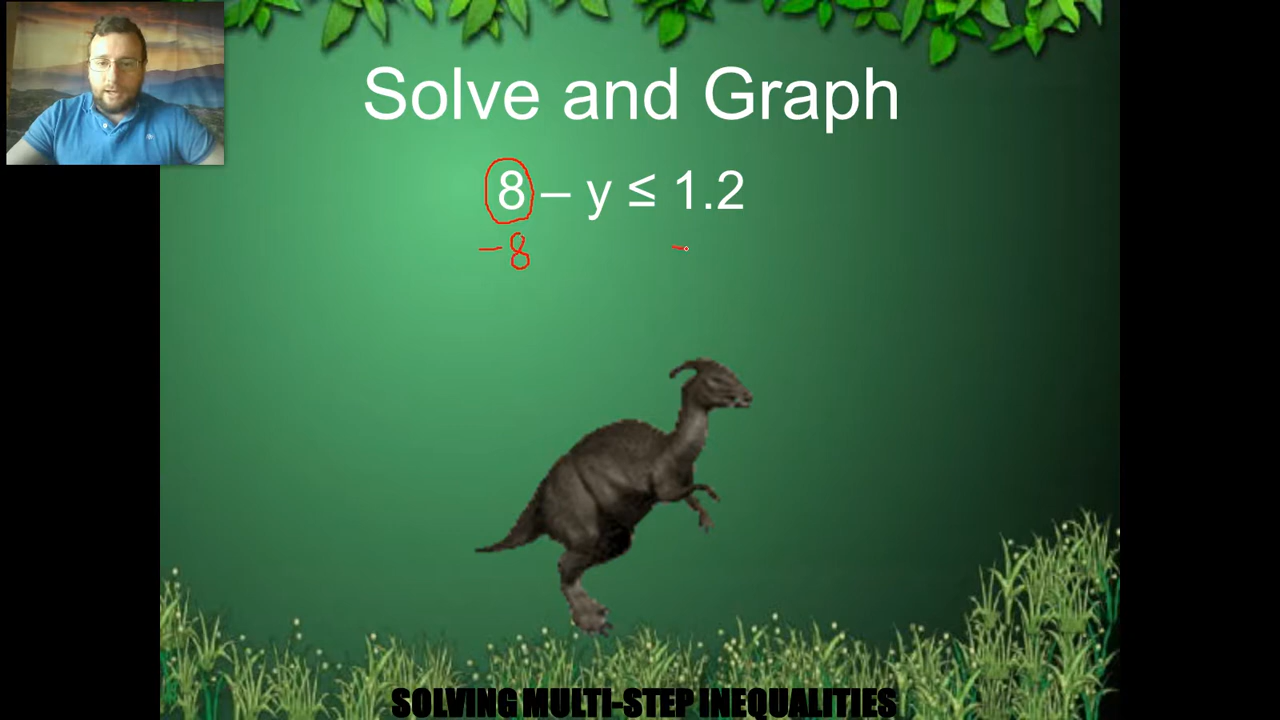 Solve and Graph
8 – y ≤ 1.2
−8 −
SOLVING MULTI-STEP INEQUALITIES